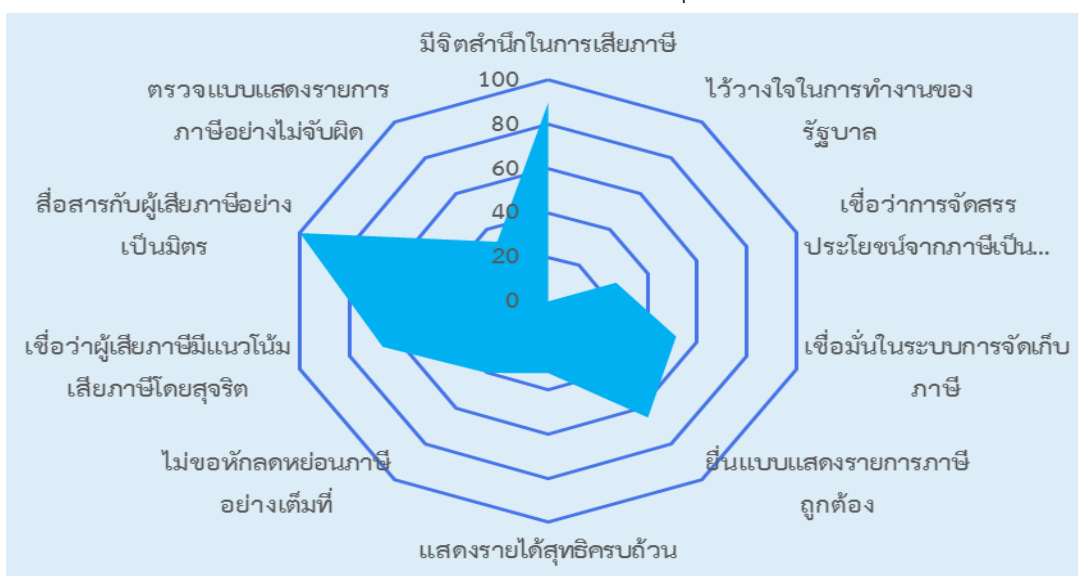 มีจิตสำนึกในการเสียภาษี
ไว้วางใจในการทำงานของ
รัฐบาล
เชื่อว่าการจัดสรร
ประโยชน์จากภาษีเป็น...
เชื่อมั่นในระบบการจัดเก็บ
ภาษี
ยื่นแบบแสดงรายการภาษี
ถูกต้อง
แสดงรายได้สุทธิครบถ้วน
ไม่ขอหักลดหย่อนภาษี
อย่างเต็มที่
เชื่อว่าผู้เสียภาษีมีแนวโน้ม
เสียภาษีโดยสุจริต
สื่อสารกับผู้เสียภาษีอย่าง
เป็นมิตร
ตรวจแบบแสดงรายการ
ภาษีอย่างไม่จับผิด
100
80
60
40
20
0